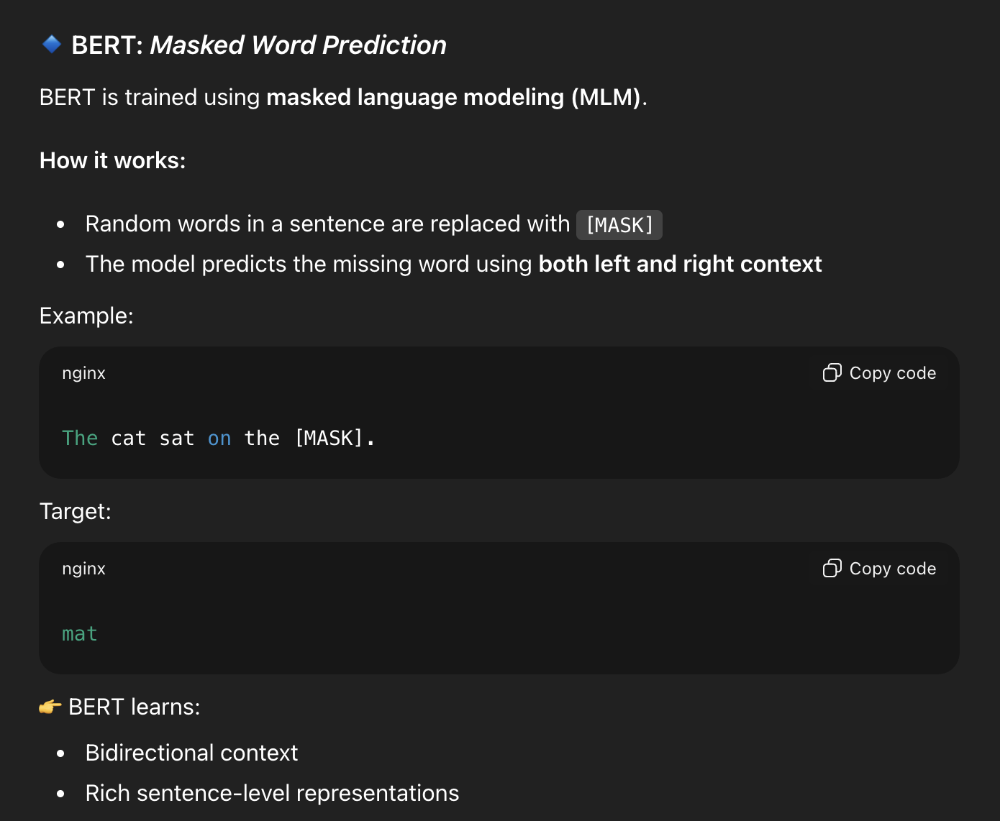 BERT: Masked Word Prediction
BERT is trained using masked language modeling (MLM).
How it works:
Random words in a sentence are replaced with [MASK]
The model predicts the missing word using both left and right context
Example:
nginx Copy code
The cat sat on the [MASK].
Target:
nginx Copy code
mat
BERT learns:
Bidirectional context
Rich sentence-level representations